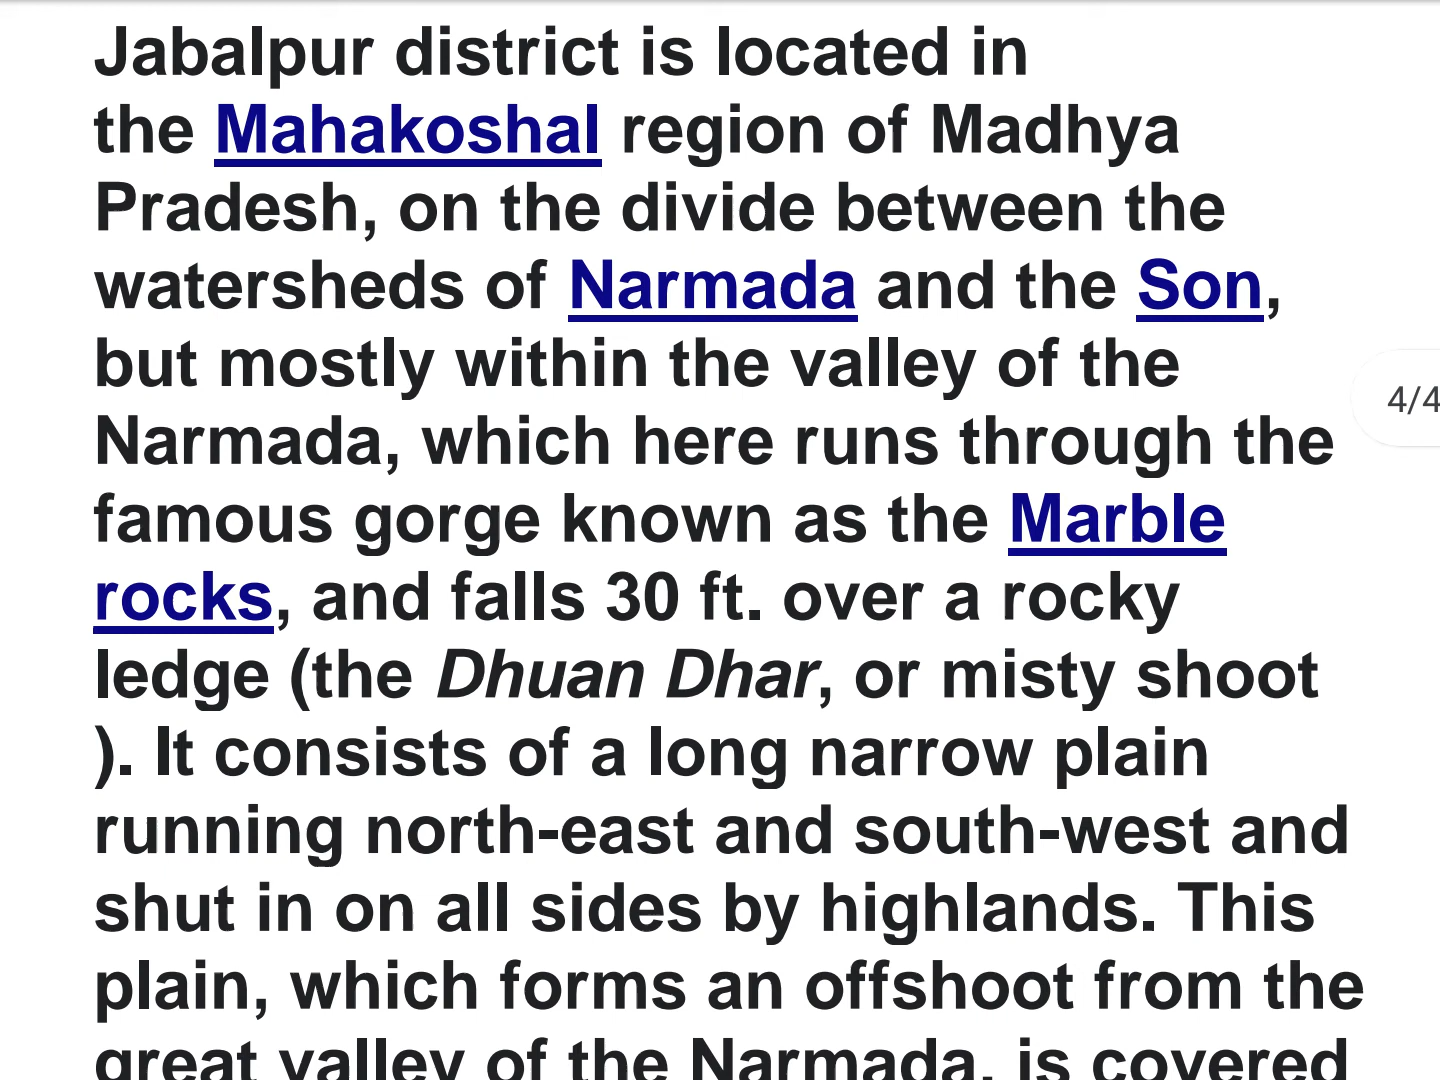 Jabalpur district is located in
the Mahakoshal region of Madhya
Pradesh, on the divide between the
watersheds of Narmada and the Son,
but mostly within the valley of the
Narmada, which here runs through the
famous gorge known as the Marble
rocks, and falls 30 ft. over a rocky
ledge (the Dhuan Dhar, or misty shoot
). It consists of a long narrow plain
running north-east and south-west and
shut in on all sides by highlands. This
plain, which forms an offshoot from the
great valley of the Narmada, is covered
4/4